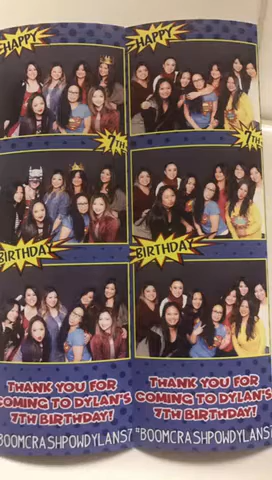 HAPPY
7TH
BIRTHDAY
THANK YOU FOR
COMING TO DYLAN'S
7TH BIRTHDAY!
#BOOMCRASHPOWDYLANS7
HAPPY
7TH
BIRTHDAY
THANK YOU FOR
COMING TO DYLAN'S
7TH BIRTHDAY!
#BOOMCRASHPOWDYLANS7